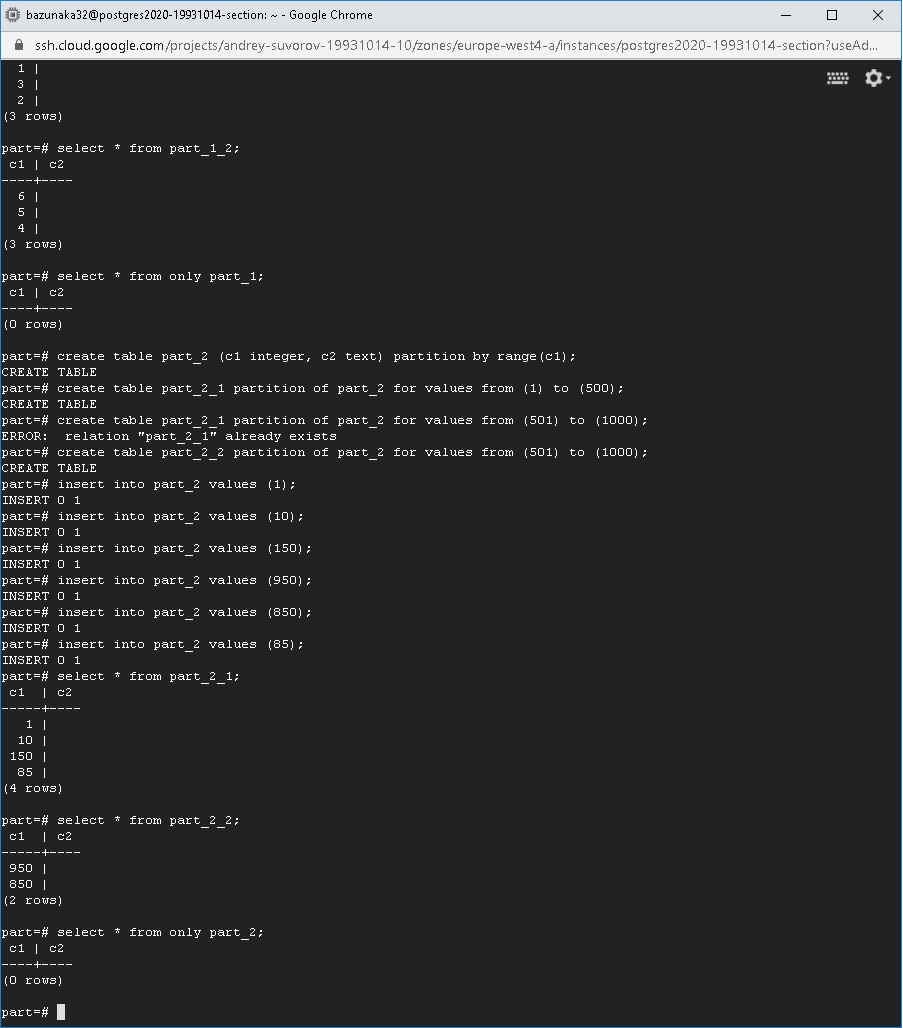 bazunaka32@postgres2020-19931014-section: ~ - Google Chrome
ssh.cloud.google.com/projects/andrey-suvorov-19931014-10/zones/europe-west4-a/instances/postgres2020-19931014-section?useAd...
1 |
3 |
2 |
(3 rows)
part=# select * from part_1_2;
c1 | c2
----+----
6 |
5 |
4 |
(3 rows)
part=# select * from only part_1;
c1 | c2
----+----
(0 rows)
part=# create table part_2 (c1 integer, c2 text) partition by range(c1);
CREATE TABLE
part=# create table part_2_1 partition of part_2 for values from (1) to (500);
CREATE TABLE
part=# create table part_2_1 partition of part_2 for values from (501) to (1000);
ERROR:  relation "part_2_1" already exists
part=# create table part_2_2 partition of part_2 for values from (501) to (1000);
CREATE TABLE
part=# insert into part_2 values (1);
INSERT 0 1
part=# insert into part_2 values (10);
INSERT 0 1
part=# insert into part_2 values (150);
INSERT 0 1
part=# insert into part_2 values (950);
INSERT 0 1
part=# insert into part_2 values (850);
INSERT 0 1
part=# insert into part_2 values (85);
INSERT 0 1
part=# select * from part_2_1;
c1  | c2
-----+----
1 |
10 |
150 |
85 |
(4 rows)
part=# select * from part_2_2;
c1  | c2
-----+----
950 |
850 |
(2 rows)
part=# select * from only part_2;
c1 | c2
----+----
(0 rows)
part=#